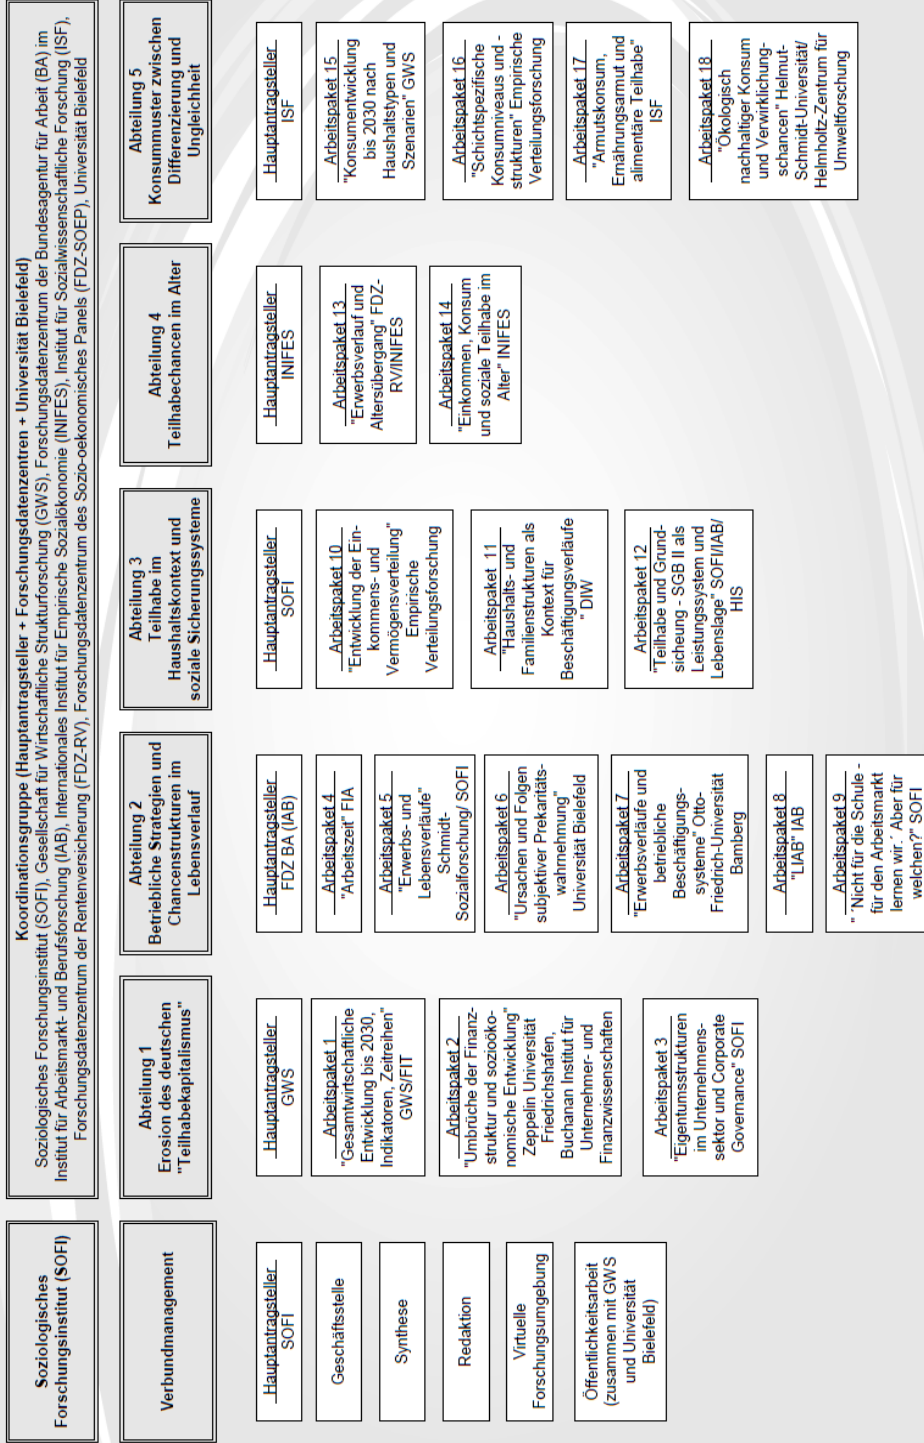 Soziologisches
Forschungsinstitut (SOFI)
Koordinationsgruppe (Hauptantragsteller + Forschungsdatenzentren + Universität Bielefeld)
Soziologisches Forschungsinstitut (SOFI), Gesellschaft für Wirtschaftliche Strukturforschung (GWS), Forschungsdatenzentrum der Bundesagentur für Arbeit (BA) im
Institut für Arbeitsmarkt- und Berufsforschung (IAB), Internationales Institut für Empirische Sozialökonomie (INIFES), Institut für Sozialwissenschaftliche Forschung (ISF),
Forschungsdatenzentrum der Rentenversicherung (FDZ-RV), Forschungsdatenzentrum des Sozio-oekonomisches Panels (FDZ-SOEP), Universität Bielefeld
Verbundmanagement
Hauptantragsteller
SOFI
Geschäftsstelle
Synthese
Redaktion
Virtuelle
Forschungsumgebung
Öffentlichkeitsarbeit
(zusammen mit GWS
und Universität
Bielefeld)
Abteilung 1
Erosion des deutschen
"Teilhabekapitalismus"
Hauptantragsteller
GWS
Arbeitspaket 1
"Gesamtwirtschaftliche
Entwicklung bis 2030,
Indikatoren, Zeitreihen"
GWS/FIT
Arbeitspaket 2
"Umbrüche der Finanz-
struktur und sozioöko-
nomische Entwicklung"
Zeppelin Universität
Friedrichshafen,
Buchanan Institut für
Unternehmer- und
Finanzwissenschaften
Arbeitspaket 3
"Eigentumsstrukturen
im Unternehmens-
sektor und Corporate
Governance" SOFI
Abteilung 2
Betriebliche Strategien und
Chancenstrukturen im
Lebensverlauf
Hauptantragsteller
FDZ BA (IAB)
Arbeitspaket 4
"Arbeitszeit" FIA
Arbeitspaket 5
"Erwerbs- und
Lebensverläufe"
Schmidt-
Sozialforschung/ SOFI
Arbeitspaket 6
"Ursachen und Folgen
subjektiver Prekaritäts-
wahrnehmung"
Universität Bielefeld
Arbeitspaket 7
"Erwerbsverläufe und
betriebliche
Beschäftigungs-
systeme" Otto-
Friedrich-Universität
Bamberg
Arbeitspaket 8
"LIAB" IAB
Arbeitspaket 9
" ´Nicht für die Schule -
für den Arbeitsmarkt
lernen wir.´ Aber für
welchen?" SOFI
Abteilung 3
Teilhabe im
Haushaltskontext und
soziale Sicherungssysteme
Hauptantragsteller
SOFI
Arbeitspaket 10
"Entwicklung der Ein-
kommens- und
Vermögensverteilung"
Empirische
Verteilungsforschung
Arbeitspaket 11
"Haushalts- und
Familienstrukturen als
Kontext für
Beschäftigungsverläufe
" DIW
Arbeitspaket 12
"Teilhabe und Grund-
sicheung - SGB II als
Leistungssystem und
Lebenslage" SOFI/IAB/
HIS
Abteilung 4
Teilhabechancen im Alter
Hauptantragsteller
INIFES
Arbeitspaket 13
"Erwerbsverlauf und
Altersübergang" FDZ-
RV/INIFES
Arbeitspaket 14
"Einkommen, Konsum
und soziale Teilhabe im
Alter" INIFES
Abteilung 5
Konsummuster zwischen
Differenzierung und
Ungleichheit
Hauptantragsteller
ISF
Arbeitspaket 15
"Konsumentwicklung
bis 2030 nach
Haushaltstypen und
Szenarien" GWS
Arbeitspaket 16
"Schichtspezifische
Konsumniveaus und -
strukturen" Empirische
Verteilungsforschung
Arbeitspaket 17
"Armutskonsum,
Ernährungsarmut und
alimentäre Teilhabe"
ISF
Arbeitspaket 18
"Ökologisch
nachhaltiger Konsum
und Verwirklichung-
schancen" Helmut-
Schmidt-Universität/
Helmholtz-Zentrum für
Umweltforschung